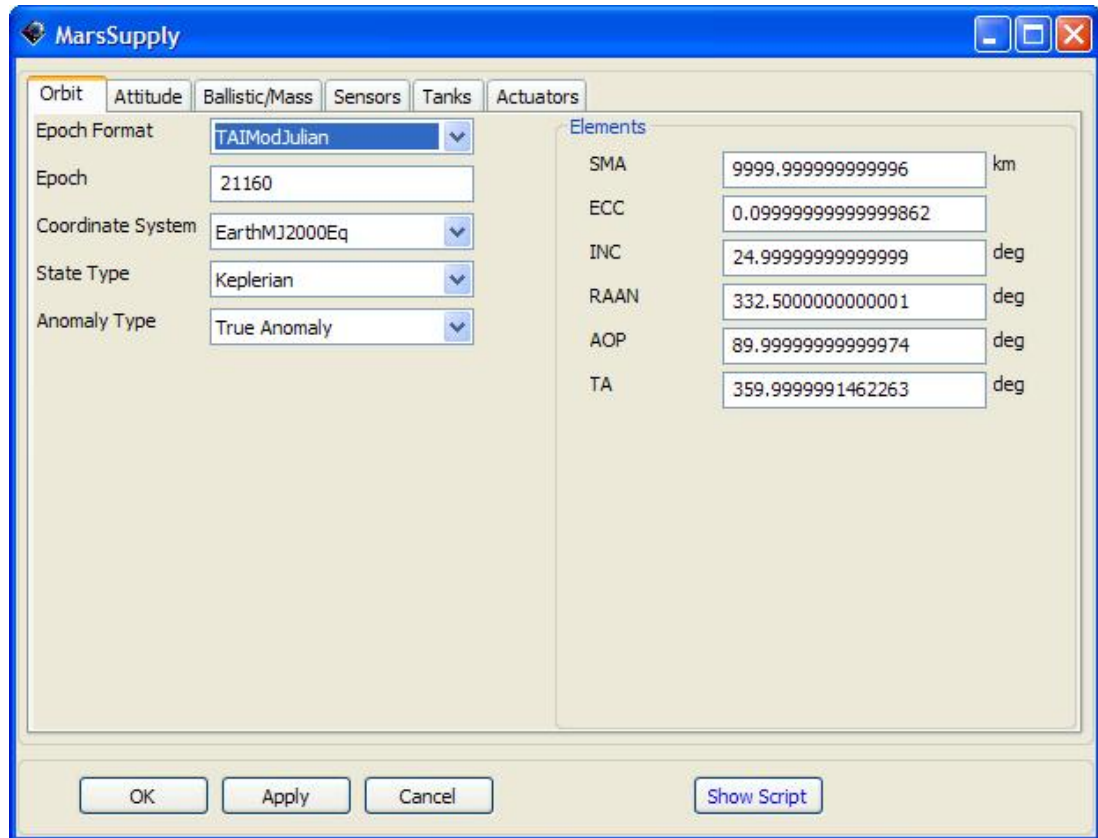 MarsSupply
Orbit Attitude Ballistic/Mass Sensors Tanks Actuators
Epoch Format TAIModJulian
Epoch 21160
Coordinate System EarthMJ2000Eq
State Type Keplerian
Anomaly Type True Anomaly
Elements
SMA 9999.999999999996 km
ECC 0.09999999999999862
INC 24.99999999999999 deg
RAAN 332.5000000000001 deg
AOP 89.99999999999974 deg
TA 359.9999991462263 deg
OK Apply Cancel Show Script